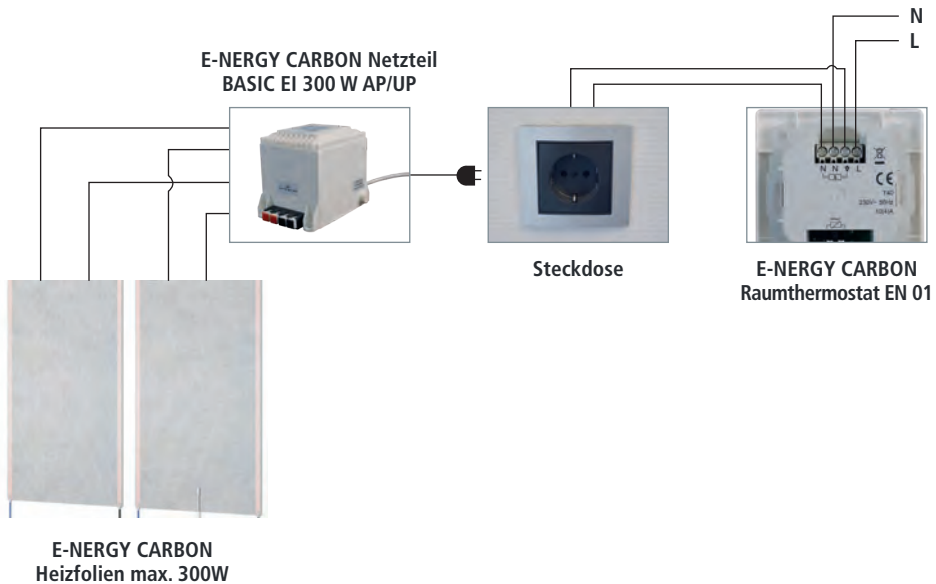 N
L
E-NERGY CARBON Netzteil
BASIC EI 300 W AP/UP
N N L
CE
T40
Steckdose
E-NERGY CARBON
Raumthermostat EN 01
E-NERGY CARBON
Heizfolien max. 300W